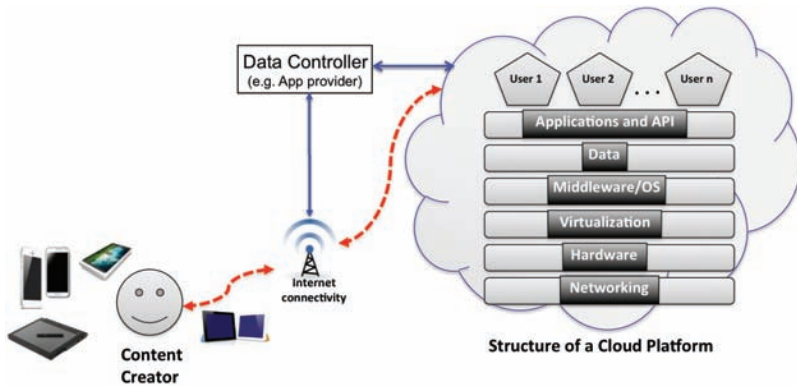 Data Controller
(e.g. App provider)
User 1
User 2
...
User n
Applications and API
Data
Middleware/OS
Virtualization
Hardware
Networking
Internet
connectivity
Content
Creator
Structure of a Cloud Platform